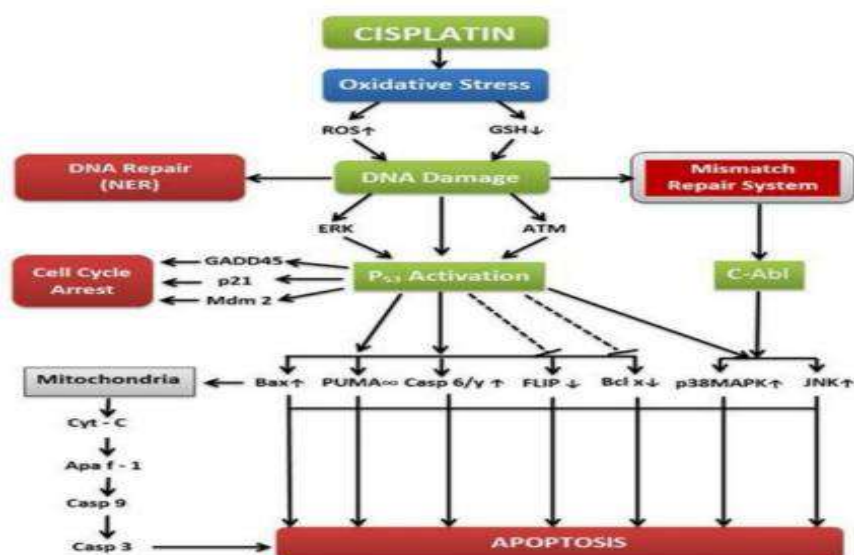 CISPLATIN
Oxidative Stress
ROS↑
GSH↓
DNA Repair
(NER)
DNA Damage
Mismatch
Repair System
ERK
ATM
Cell Cycle
Arrest
GADD45
p21
Mdm 2
P₅₃ Activation
C-Abl
Mitochondria
Bax↑
PUMA∞
Casp 6/y ↑
FLIP ↓
Bcl x↓
p38MAPK↑
JNK↑
Cyt - C
Apa f - 1
Casp 9
Casp 3
APOPTOSIS